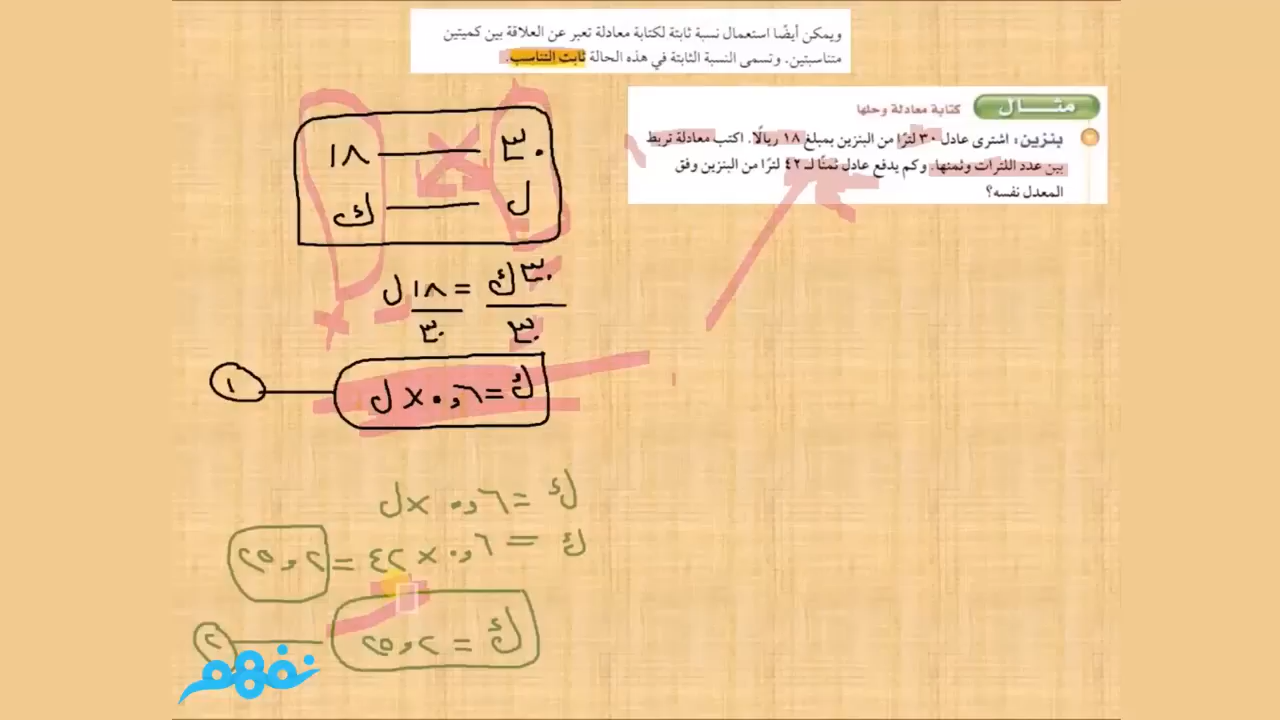 ويمكن أيضًا استعمال نسبة ثابتة لكتابة معادلة تعبر عن العلاقة بين كميتين
متناسبتين. وتسمى النسبة الثابتة في هذه الحالة ثابت التناسب.
مثال كتابة معادلة وحلها
بنزين: اشترى عادل ٣٠ لترًا من البنزين بمبلغ ١٨ ريالًا. اكتب معادلة تربط
بين عدد اللترات وثمنها. وكم يدفع عادل ثمنًا لـ ٤٢ لترًا من البنزين وفق
المعدل نفسه؟
٣٠ ١٨
ل ك
٣٠ك = ١٨ل
٣٠ ٣٠
ك = ٠,٦ × ل
١
ك = ٠,٦ × ل
ك = ٠,٦ × ٤٢ = ٢٥,٢
ك = ٢٥,٢
٢
نفهم